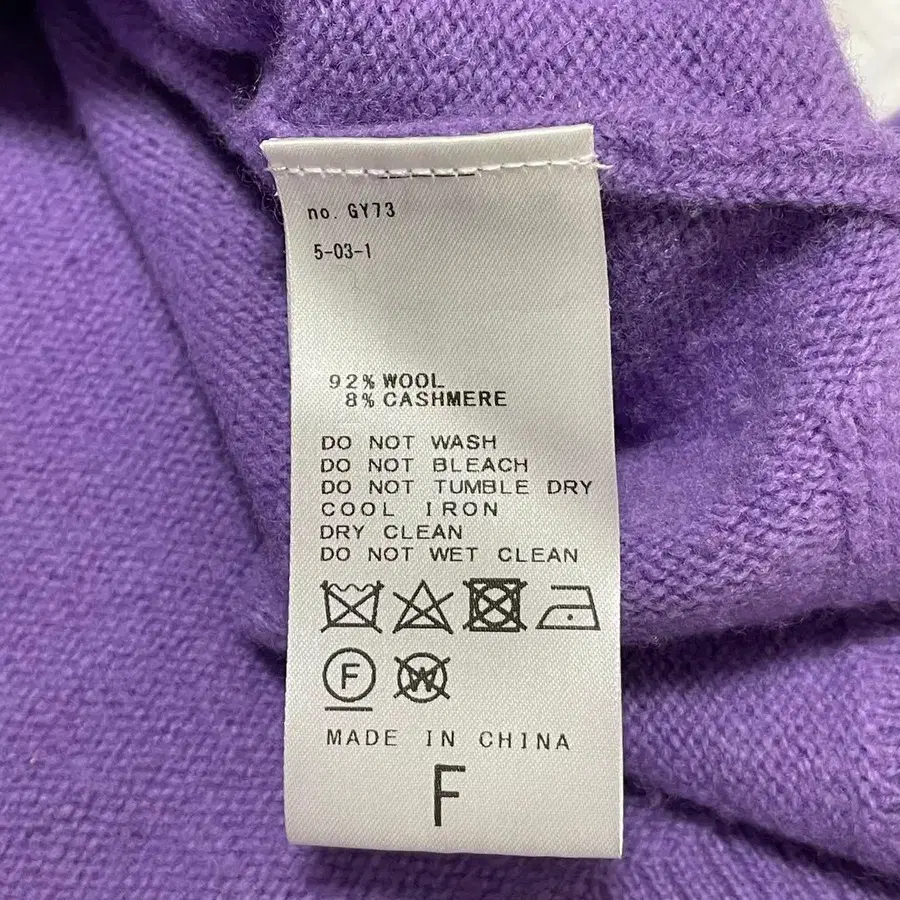 no. GY73
5-03-1
92% WOOL
8% CASHMERE
DO NOT WASH
DO NOT BLEACH
DO NOT TUMBLE DRY
COOL IRON
DRY CLEAN
DO NOT WET CLEAN
F W
MADE IN CHINA
F